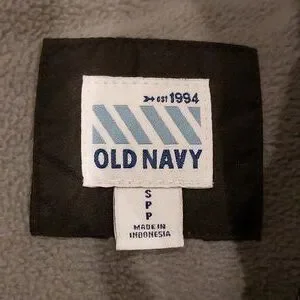 EST 1994
OLD NAVY
S
P
P
MADE IN
INDONESIA